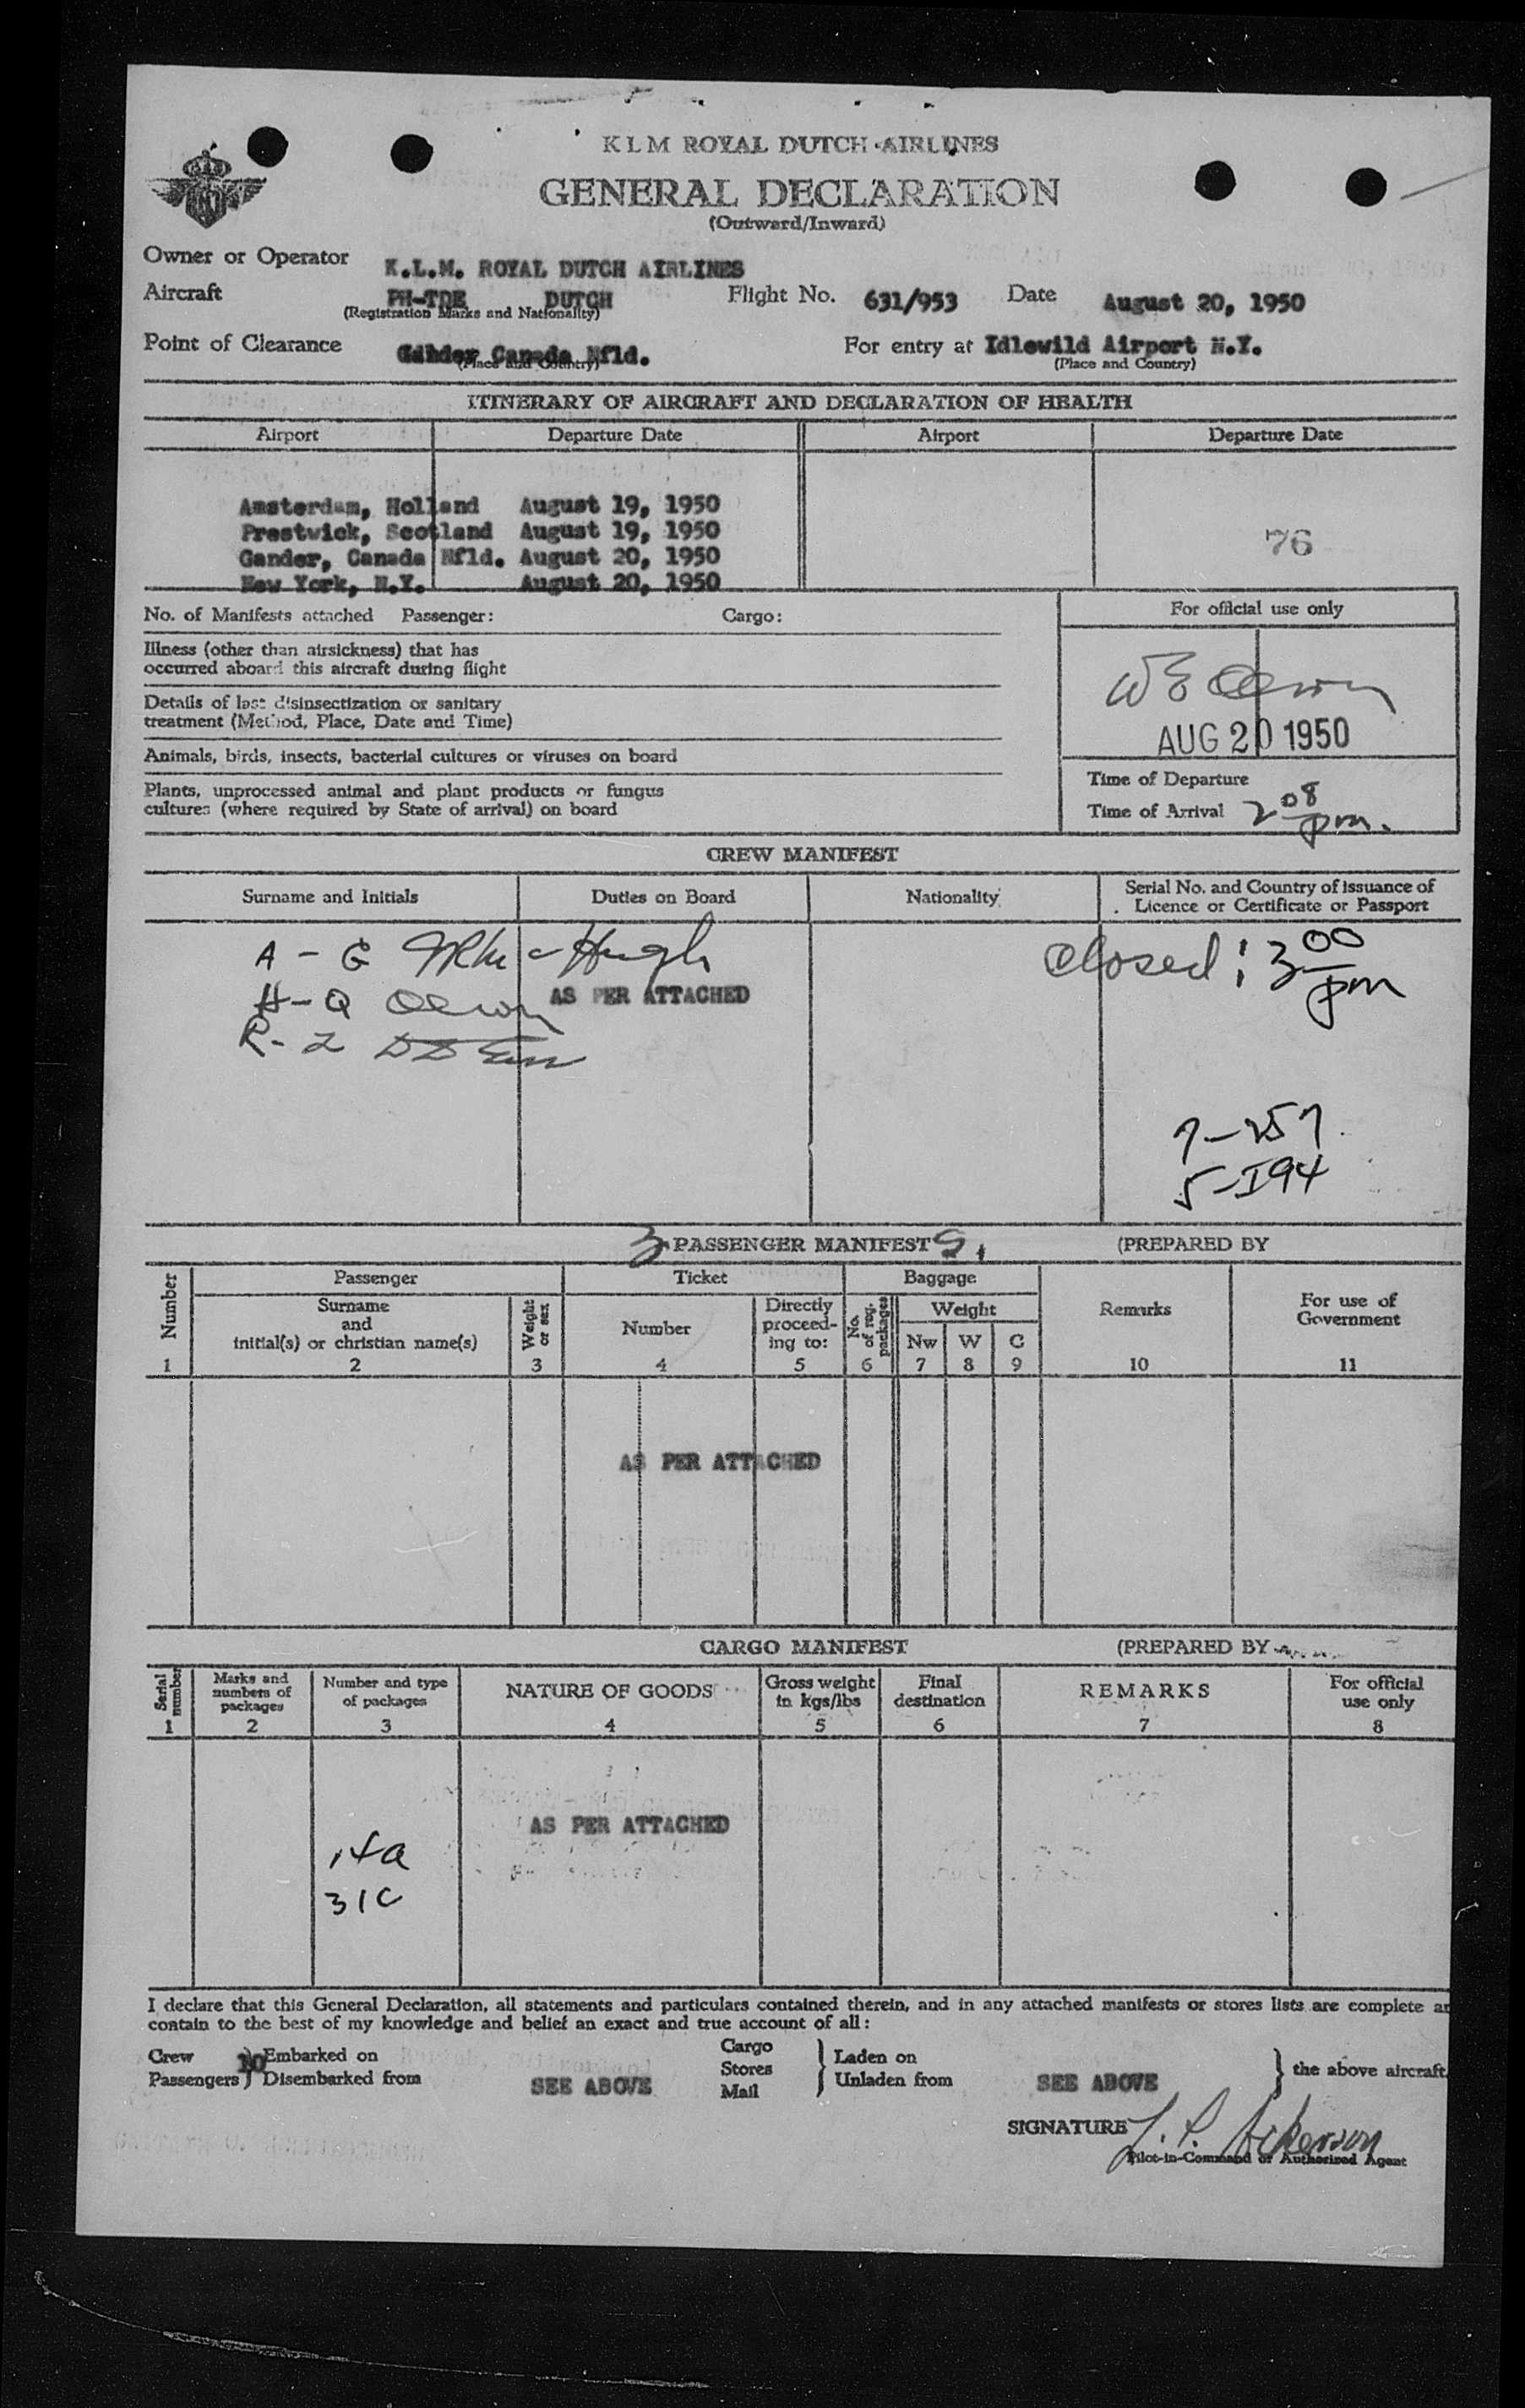 KLM ROYAL DUTCH AIRLINES
GENERAL DECLARATION
(Outward/Inward)
Owner or Operator K.L.M. ROYAL DUTCH AIRLINES
Aircraft PH-TDE DUTCH Flight No. 631/953 Date August 20, 1950
(Registration Marks and Nationality)
Point of Clearance Gander Canada Nfld. For entry at Idlewild Airport N.Y.
(Place and Country) (Place and Country)
ITINERARY OF AIRCRAFT AND DECLARATION OF HEALTH
Airport Departure Date Airport Departure Date
Amsterdam, Holland August 19, 1950
Prestwick, Scotland August 19, 1950
76
Gander, Canada Nfld. August 20, 1950
New York, N.Y. August 20, 1950
No. of Manifests attached Passenger: Cargo:
For official use only
Illness (other than airsickness) that has
occurred aboard this aircraft during flight
Details of last disinsectization or sanitary
treatment (Method, Place, Date and Time)
AUG 20 1950
Animals, birds, insects, bacterial cultures or viruses on board
Time of Departure
Plants, unprocessed animal and plant products or fungus
cultures (where required by State of arrival) on board
Time of Arrival 2 08 pm.
CREW MANIFEST
Surname and Initials Duties on Board Nationality Serial No. and Country of issuance of
Licence or Certificate or Passport
A - G
closed: 3 00 pm
H-Q
AS PER ATTACHED
R-Z
7-257
5-I94
3 PASSENGER MANIFEST S. (PREPARED BY
Number Passenger Ticket Baggage Remarks For use of Government
Surname
and
initial(s) or christian name(s)
Weight or sex
Number
Directly proceed-ing to:
No. of reg. packages
Weight
Nw W C
1 2 3 4 5 6 7 8 9 10 11
AS PER ATTACHED
CARGO MANIFEST (PREPARED BY
Serial number
Marks and numbers of packages
Number and type of packages
NATURE OF GOODS
Gross weight in kgs/lbs
Final destination
REMARKS
For official use only
1 2 3 4 5 6 7 8
AS PER ATTACHED
14a
31C
I declare that this General Declaration, all statements and particulars contained therein, and in any attached manifests or stores lists are complete
contain to the best of my knowledge and belief an exact and true account of all:
Crew Embarked on
Passengers Disembarked from
SEE ABOVE
Cargo
Stores
Mail
Laden on
Unladen from
SEE ABOVE
the above aircraft
SIGNATURE
Pilot-in-Command or Authorized Agent